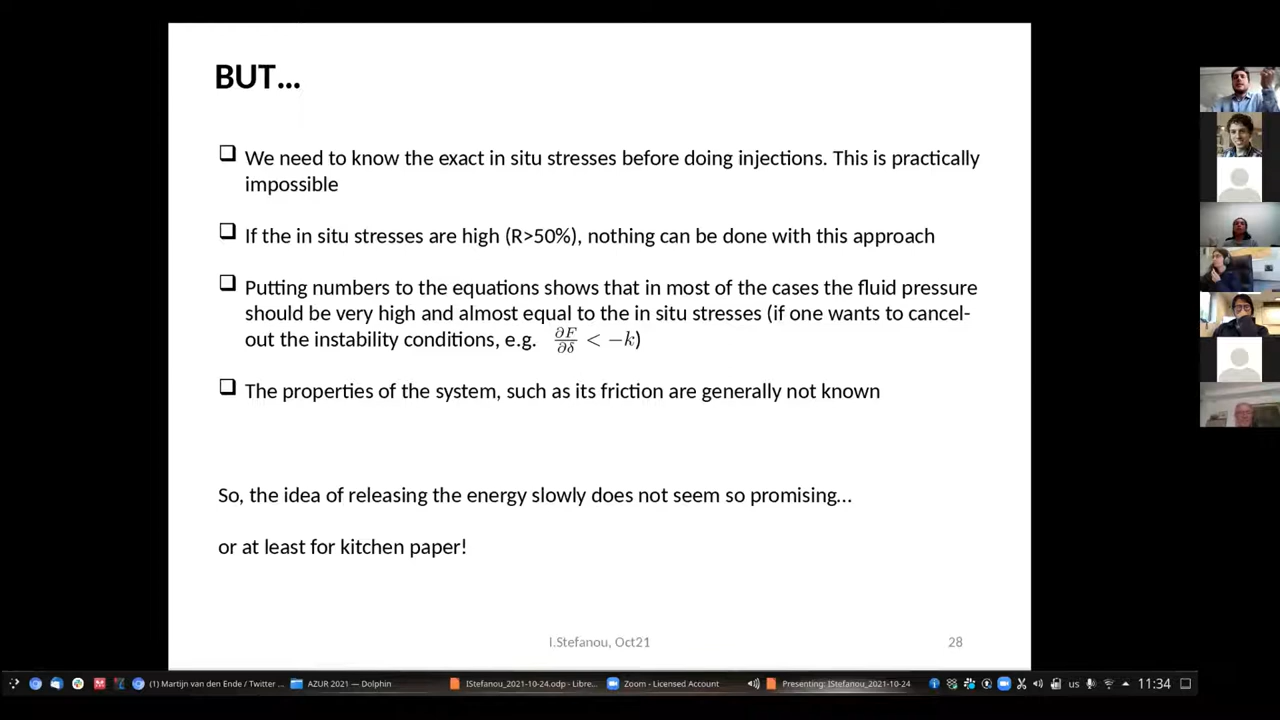 BUT...
We need to know the exact in situ stresses before doing injections. This is practically
impossible
If the in situ stresses are high (R>50%), nothing can be done with this approach
Putting numbers to the equations shows that in most of the cases the fluid pressure
should be very high and almost equal to the in situ stresses (if one wants to cancel-
out the instability conditions, e.g. ∂F/∂δ < −k)
The properties of the system, such as its friction are generally not known
So, the idea of releasing the energy slowly does not seem so promising...
or at least for kitchen paper!
I.Stefanou, Oct21
28
(1) Martijn van den Ende / Twitter ... AZUR 2021 — Dolphin IStefanou_2021-10-24.odp - Libre... Zoom - Licensed Account Presenting: IStefanou_2021-10-24 us 11:34